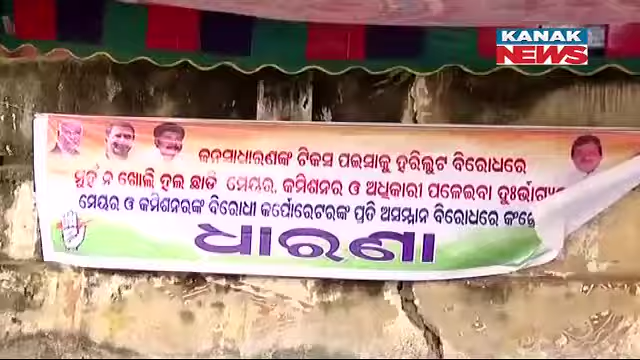 KANAK
NEWS
ଜନସାଧାରଣଙ୍କ ଟିକସ ପଇସାକୁ ହରିଲୁଟ ବିରୋଧରେ
ମୁହଁ ନ ଖୋଲି ହଲ ଛାଡି ମେୟର, କମିଶନର ଓ ଅଧିକାରୀ ପଳେଇବା
ମେୟର ଓ କମିଶନରଙ୍କ ବିରୋଧୀ କର୍ପୋରେଟରଙ୍କ ପ୍ରତି ଅସମ୍ମାନ ବିରୋଧରେ
ଧାରଣା